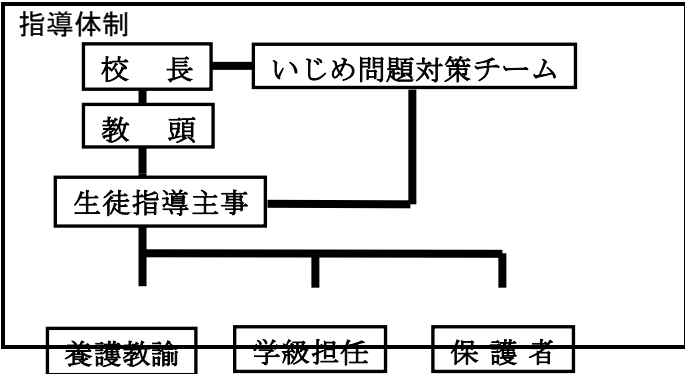 指導体制
校　長
いじめ問題対策チーム
教　頭
生徒指導主事
養護教諭
学級担任
保 護 者